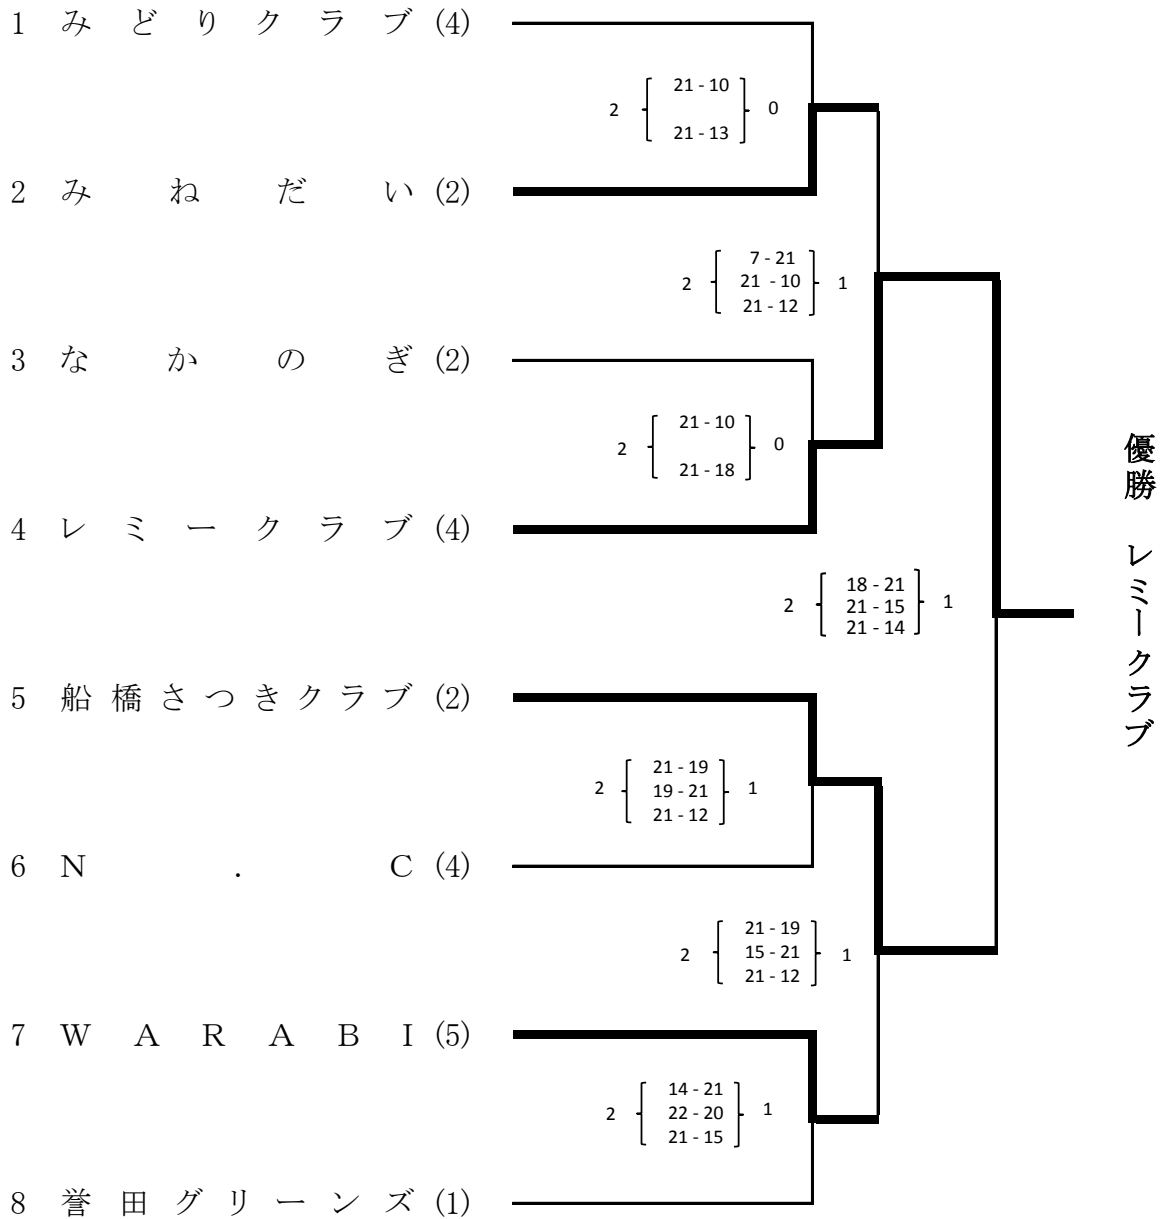 1 みどりクラブ (4)
21 - 10
2 0
21 - 13
2 みねだい (2)
7 - 21
2 21 - 10 1
21 - 12
3 なかのぎ (2)
21 - 10
2 0
21 - 18
4 レミークラブ (4)
18 - 21
2 21 - 15 1
21 - 14
5 船橋さつきクラブ (2)
21 - 19
2 19 - 21 1
21 - 12
6 N.C (4)
21 - 19
2 15 - 21 1
21 - 12
7 WARABI (5)
14 - 21
2 22 - 20 1
21 - 15
8 誉田グリーンズ (1)
優勝 レミークラブ